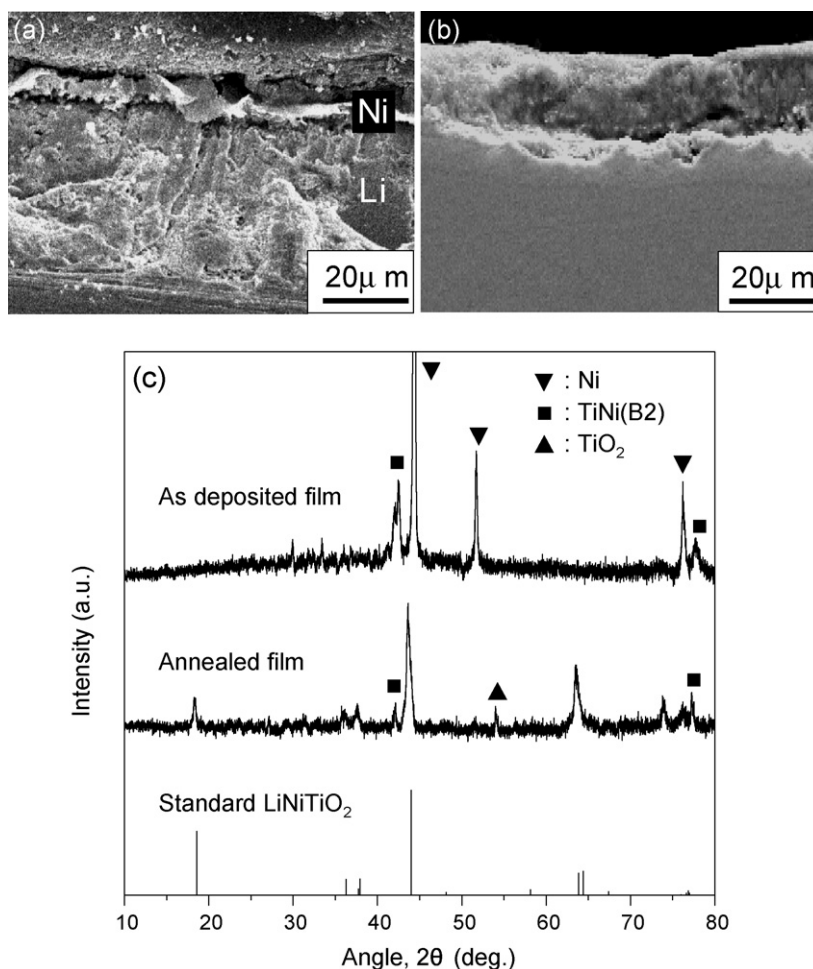 (a)
Ni
Li
20μ m
(b)
20μ m
(c)
▼ : Ni
■ : TiNi(B2)
▲ : TiO₂
As deposited film
Annealed film
Standard LiNiTiO₂
Intensity (a.u.)
10 20 30 40 50 60 70 80
Angle, 2θ (deg.)